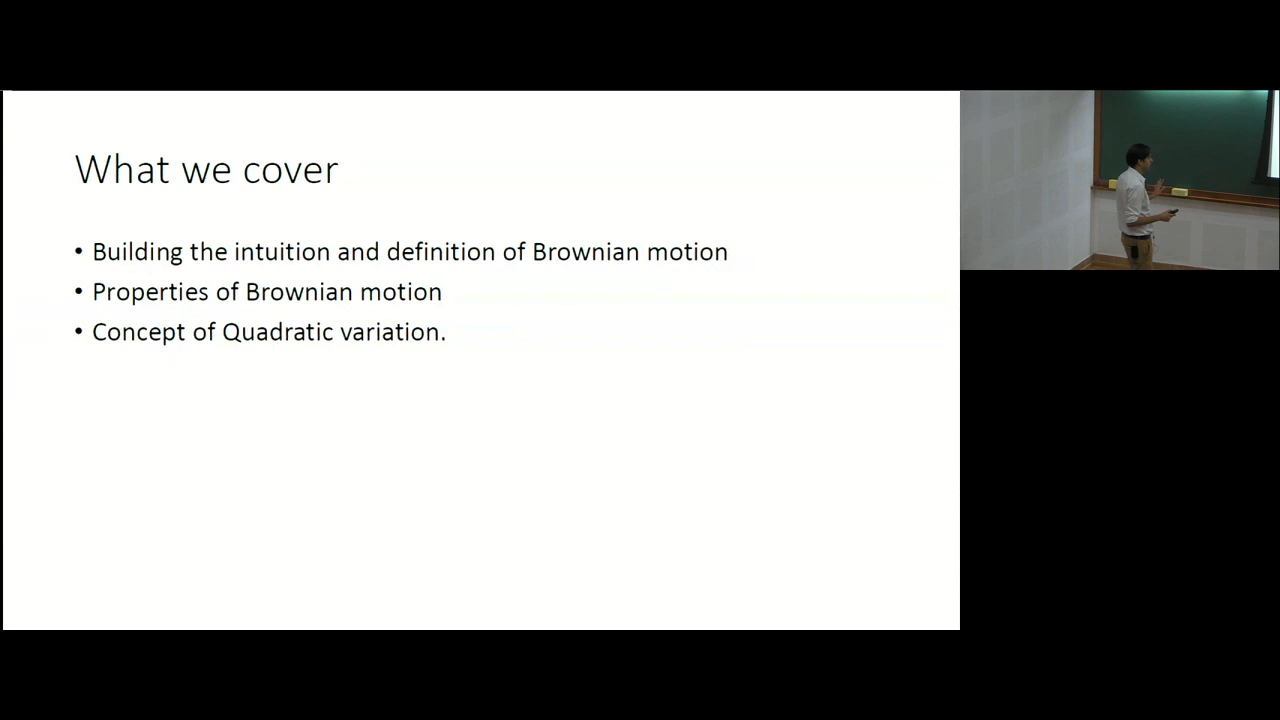 What we cover
• Building the intuition and definition of Brownian motion
• Properties of Brownian motion
• Concept of Quadratic variation.